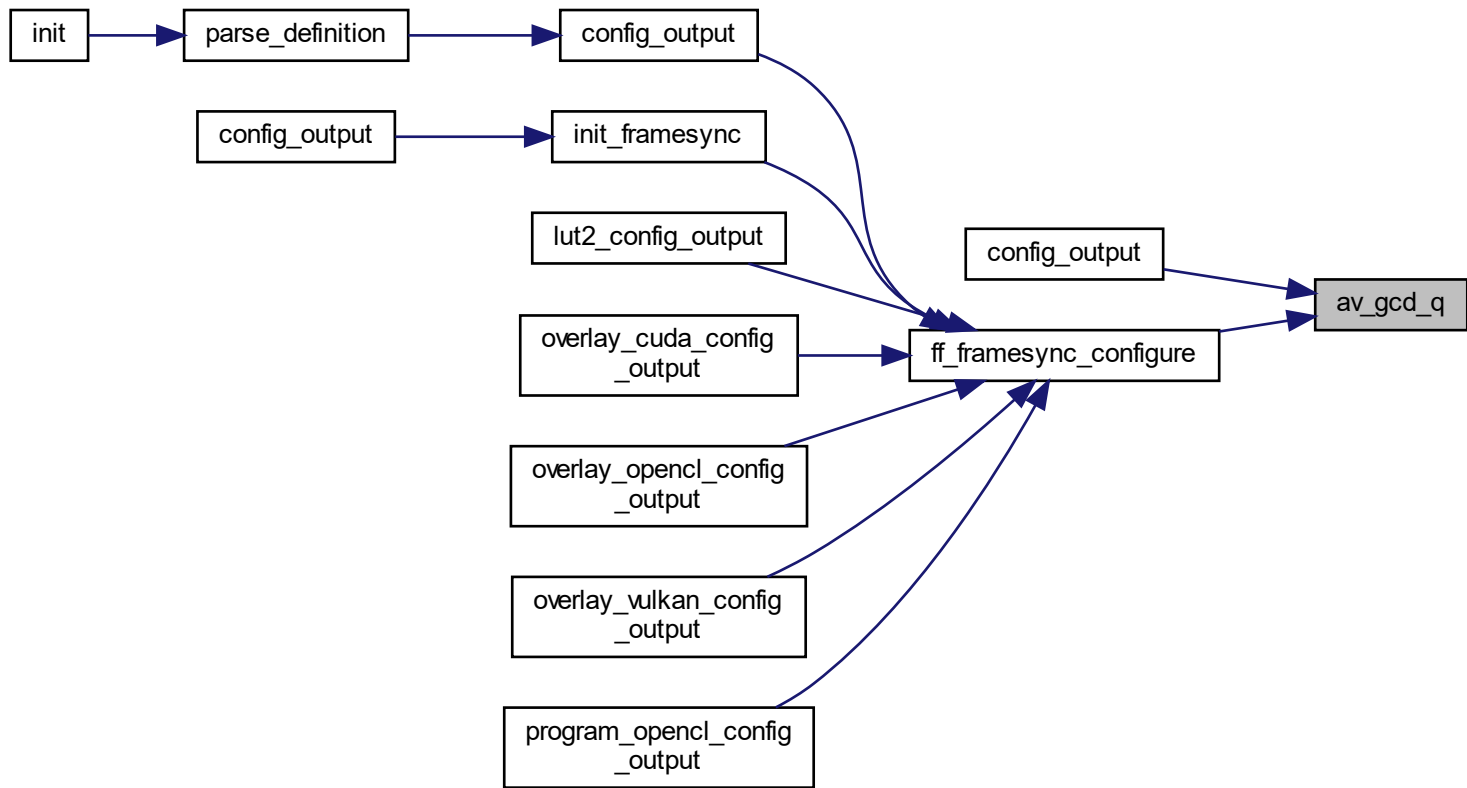 init
parse_definition
config_output
config_output
init_framesync
lut2_config_output
config_output
av_gcd_q
overlay_cuda_config
_output
ff_framesync_configure
overlay_opencl_config
_output
overlay_vulkan_config
_output
program_opencl_config
_output